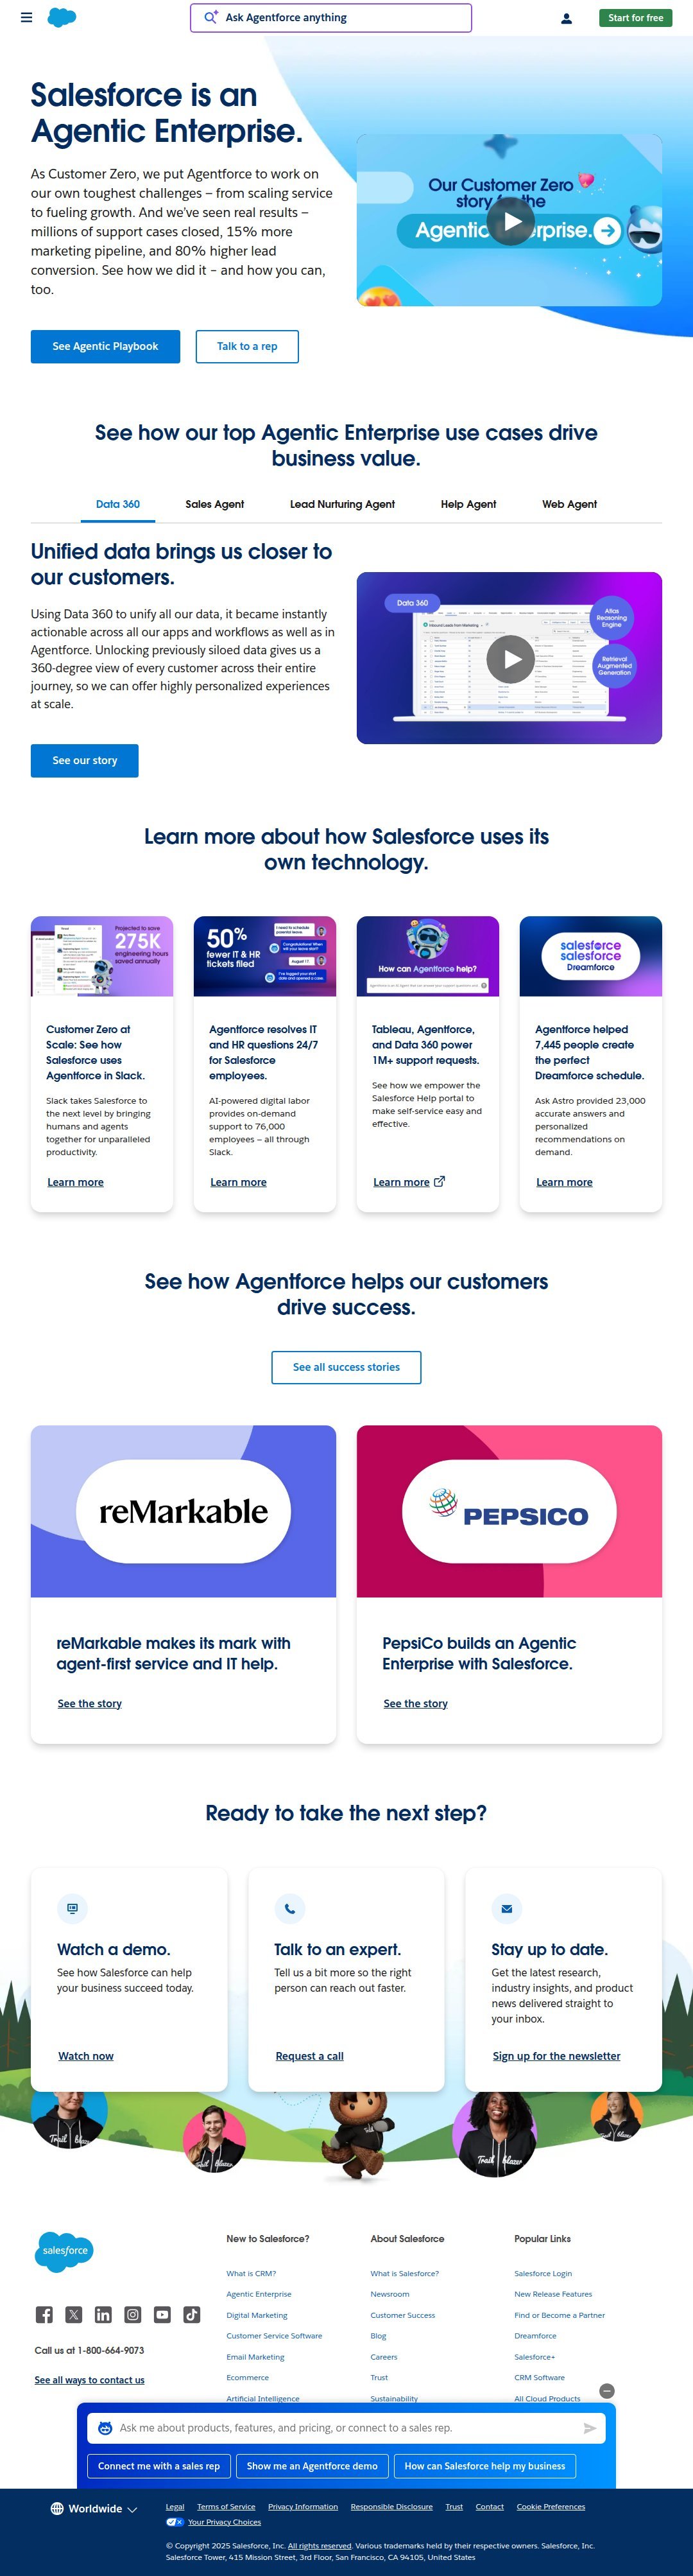 Ask Agentforce anything
Start for free
Salesforce is an
Agentic Enterprise.
As Customer Zero, we put Agentforce to work on
our own toughest challenges – from scaling service
to fueling growth. And we've seen real results –
millions of support cases closed, 15% more
marketing pipeline, and 80% higher lead
conversion. See how we did it – and how you can,
too.
Our Customer Zero
story for the
Agentic
See Agentic Playbook
Talk to a rep
See how our top Agentic Enterprise use cases drive
business value.
Data 360
Sales Agent
Lead Nurturing Agent
Help Agent
Web Agent
Unified data brings us closer to
our customers.
Using Data 360 to unify all our data, it became instantly
actionable across all our apps and workflows as well as in
Agentforce. Unlocking previously siloed data gives us a
360-degree view of every customer across their entire
journey, so we can offer highly personalized experiences
at scale.
Data 360
Atlas
Reasoning
Engine
Retrieval
Augmented
Generation
See our story
Learn more about how Salesforce uses its
own technology.
Projected to save
275K
engineering hours
saved annually
Customer Zero at
Scale: See how
Salesforce uses
Agentforce in Slack.
Slack takes Salesforce to
the next level by bringing
humans and agents
together for unparalleled
productivity.
Learn more
50%
fewer IT & HR
tickets filed
Agentforce resolves IT
and HR questions 24/7
for Salesforce
employees.
AI-powered digital labor
provides on-demand
support to 76,000
employees – all through
Slack.
Learn more
How can Agentforce help?
Tableau, Agentforce,
and Data 360 power
1M+ support requests.
See how we empower the
Salesforce Help portal to
make self-service easy and
effective.
Learn more
salesforce
salesforce
Dreamforce
Agentforce helped
7,445 people create
the perfect
Dreamforce schedule.
Ask Astro provided 23,000
accurate answers and
personalized
recommendations on
demand.
Learn more
See how Agentforce helps our customers
drive success.
See all success stories
reMarkable
reMarkable makes its mark with
agent-first service and IT help.
See the story
PEPSICO
PepsiCo builds an Agentic
Enterprise with Salesforce.
See the story
Ready to take the next step?
Watch a demo.
See how Salesforce can help
your business succeed today.
Watch now
Talk to an expert.
Tell us a bit more so the right
person can reach out faster.
Request a call
Stay up to date.
Get the latest research,
industry insights, and product
news delivered straight to
your inbox.
Sign up for the newsletter
salesforce
Call us at 1-800-664-9073
See all ways to contact us
New to Salesforce?
What is CRM?
Agentic Enterprise
Digital Marketing
Customer Service Software
Email Marketing
Ecommerce
Artificial Intelligence
About Salesforce
What is Salesforce?
Newsroom
Customer Success
Blog
Careers
Trust
Sustainability
Popular Links
Salesforce Login
New Release Features
Find or Become a Partner
Dreamforce
Salesforce+
CRM Software
All Cloud Products
Ask me about products, features, and pricing, or connect to a sales rep.
Connect me with a sales rep
Show me an Agentforce demo
How can Salesforce help my business
Worldwide
Legal
Terms of Service
Privacy Information
Responsible Disclosure
Trust
Contact
Cookie Preferences
Your Privacy Choices
© Copyright 2025 Salesforce, Inc. All rights reserved. Various trademarks held by their respective owners. Salesforce, Inc.
Salesforce Tower, 415 Mission Street, 3rd Floor, San Francisco, CA 94105, United States